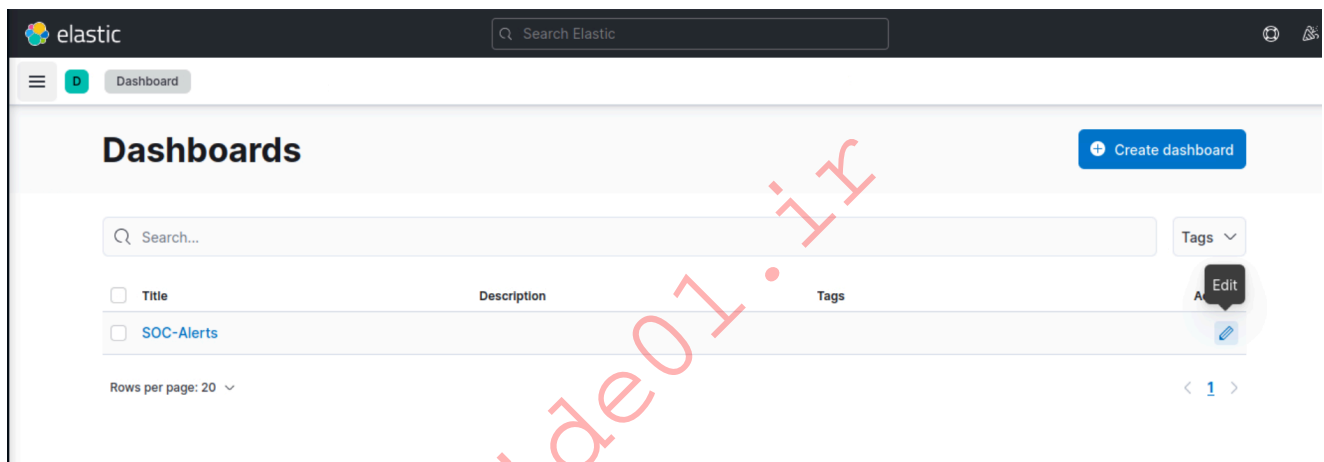 elastic
Search Elastic
D
Dashboard
Dashboards
Create dashboard
Search...
Tags
Edit
Title
Description
Tags
SOC-Alerts
Rows per page: 20
1